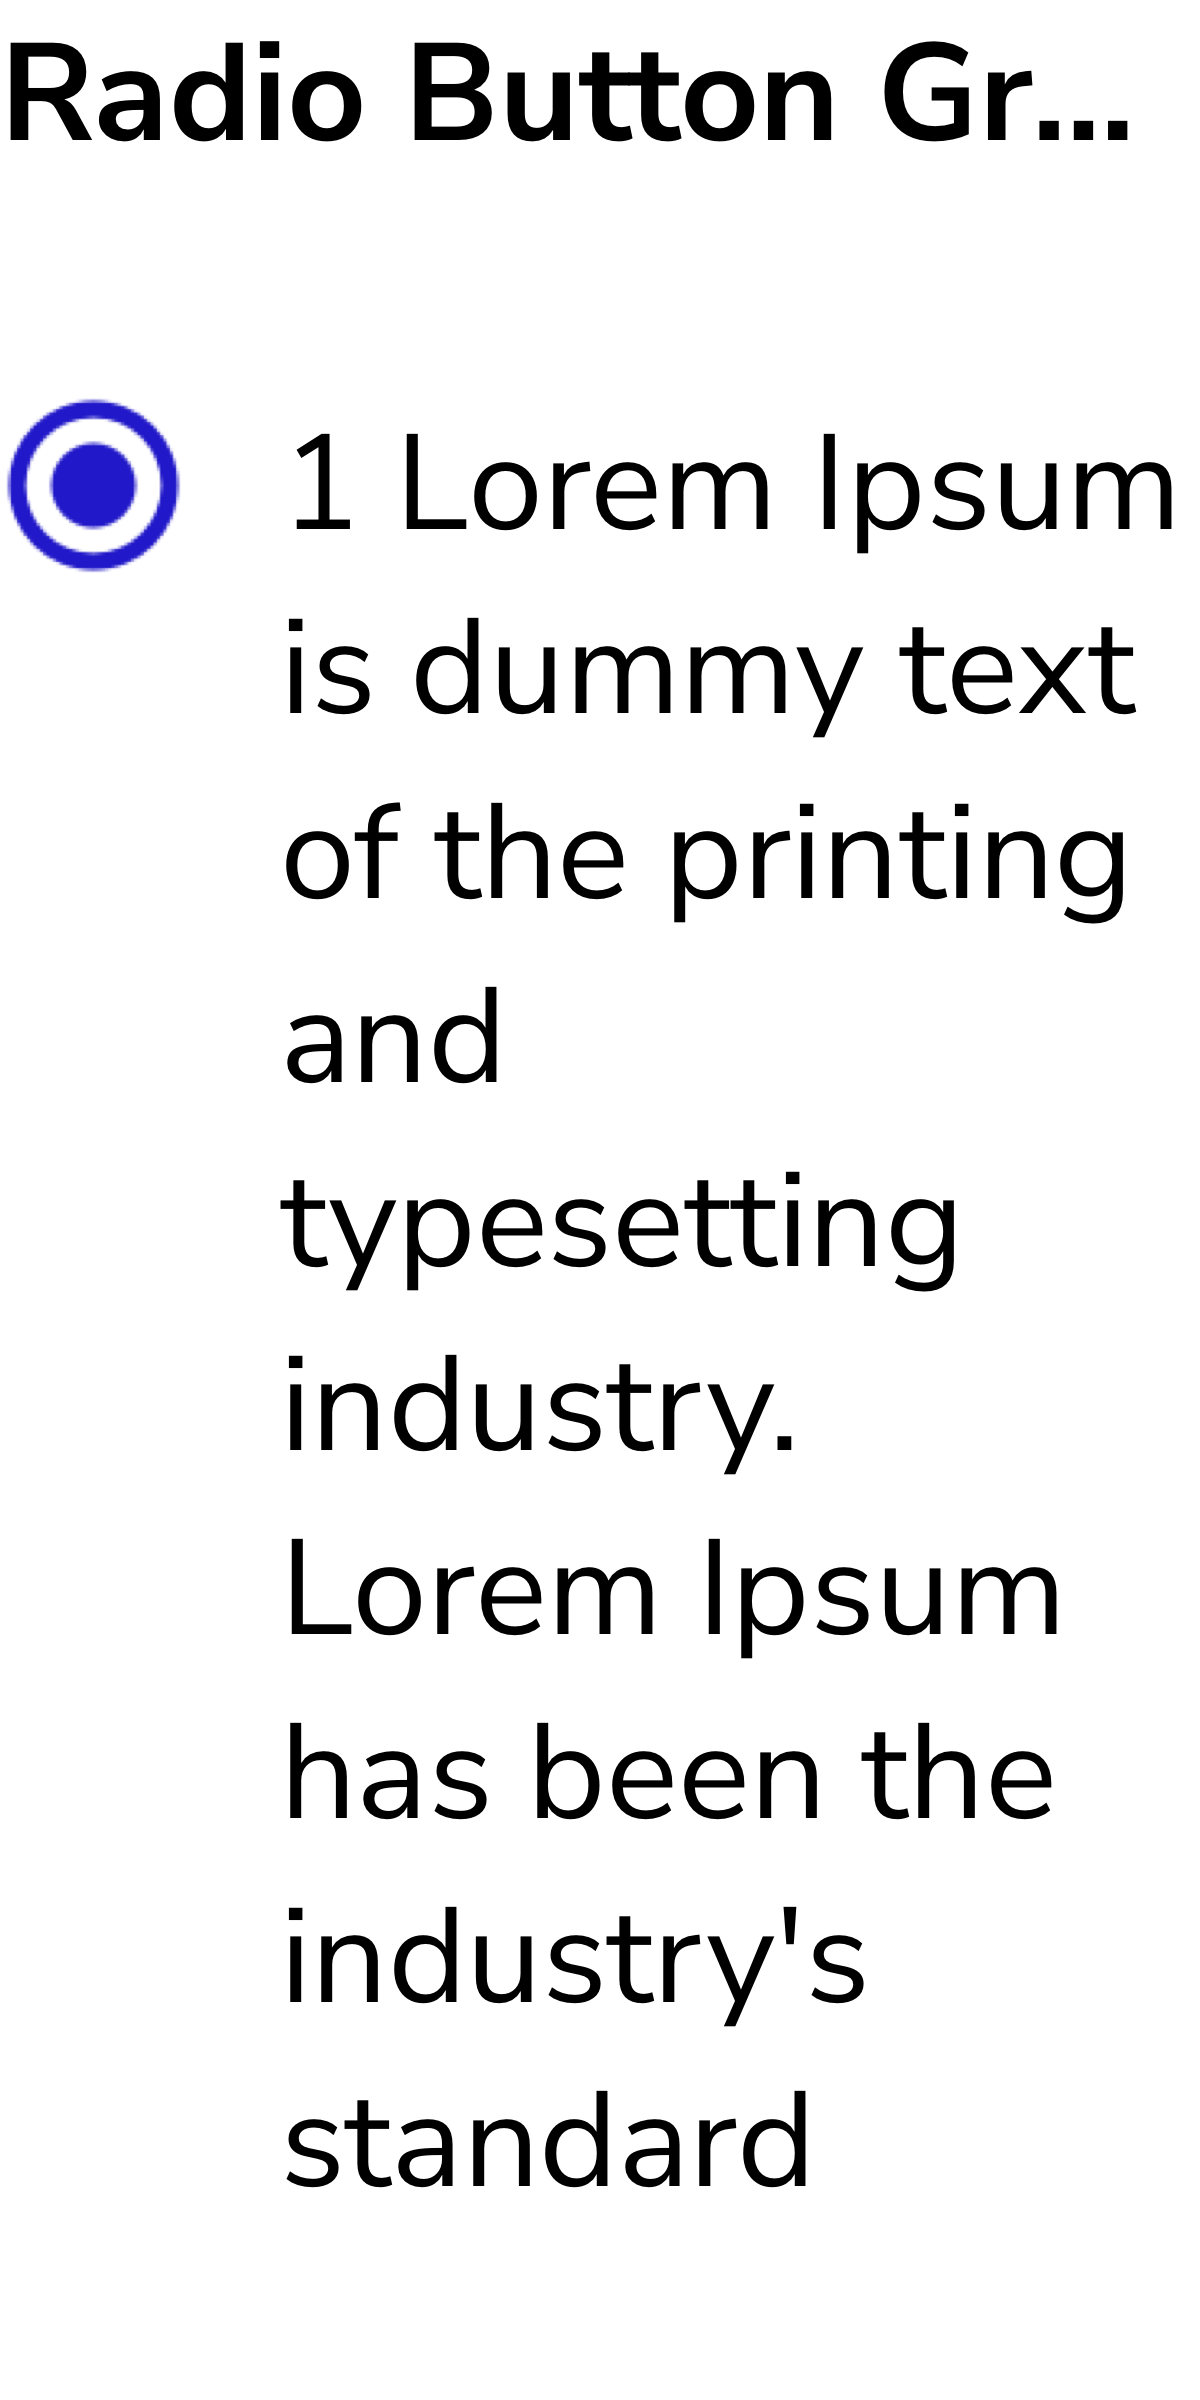 Radio Button Gr...
1 Lorem Ipsum
is dummy text
of the printing
and
typesetting
industry.
Lorem Ipsum
has been the
industry's
standard